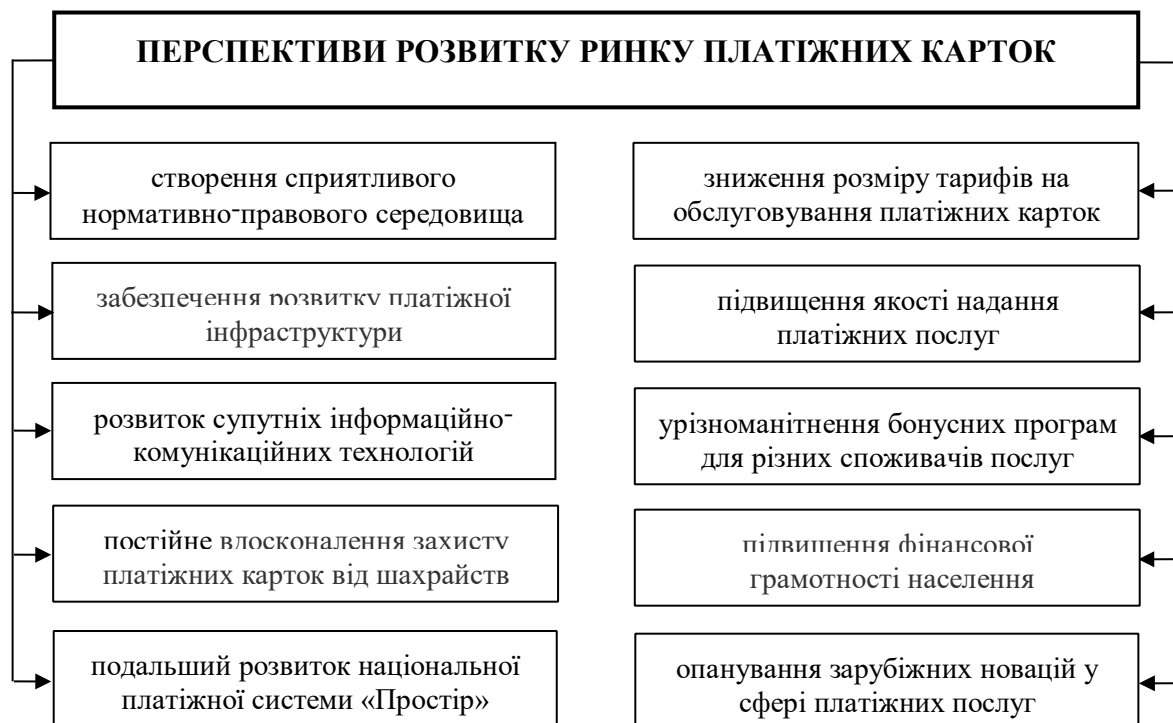 ПЕРСПЕКТИВИ РОЗВИТКУ РИНКУ ПЛАТІЖНИХ КАРТОК
створення сприятливого
нормативно-правового середовища
забезпечення розвитку платіжної
інфраструктури
розвиток супутніх інформаційно-
комунікаційних технологій
постійне вдосконалення захисту
платіжних карток від шахрайств
подальший розвиток національної
платіжної системи «Простір»
зниження розміру тарифів на
обслуговування платіжних карток
підвищення якості надання
платіжних послуг
урізноманітнення бонусних програм
для різних споживачів послуг
підвищення фінансової
грамотності населення
опанування зарубіжних новацій у
сфері платіжних послуг